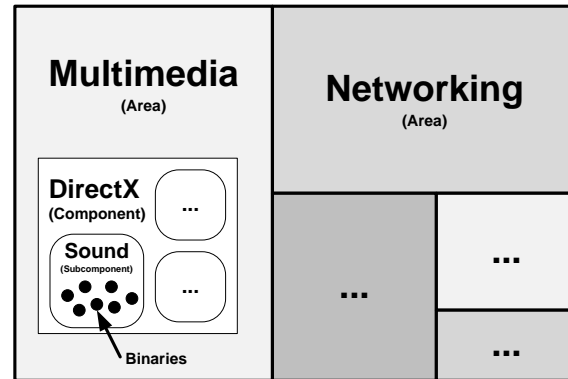 Multimedia
(Area)
Networking
(Area)
DirectX
(Component)
...
Sound
(Subcomponent)
...
Binaries
...
...
...